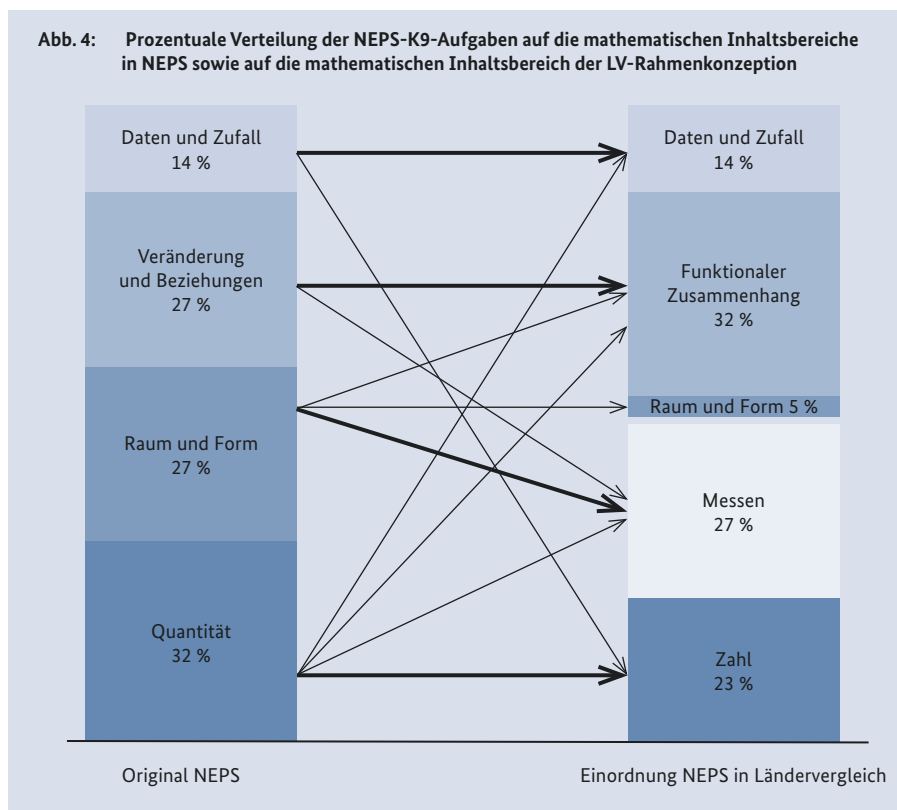 Abb. 4: Prozentuale Verteilung der NEPS-K9-Aufgaben auf die mathematischen Inhaltsbereiche
in NEPS sowie auf die mathematischen Inhaltsbereich der LV-Rahmenkonzeption
Daten und Zufall
14 %
Veränderung
und Beziehungen
27 %
Raum und Form
27 %
Quantität
32 %
Daten und Zufall
14 %
Funktionaler
Zusammenhang
32 %
Raum und Form 5 %
Messen
27 %
Zahl
23 %
Original NEPS
Einordnung NEPS in Ländervergleich